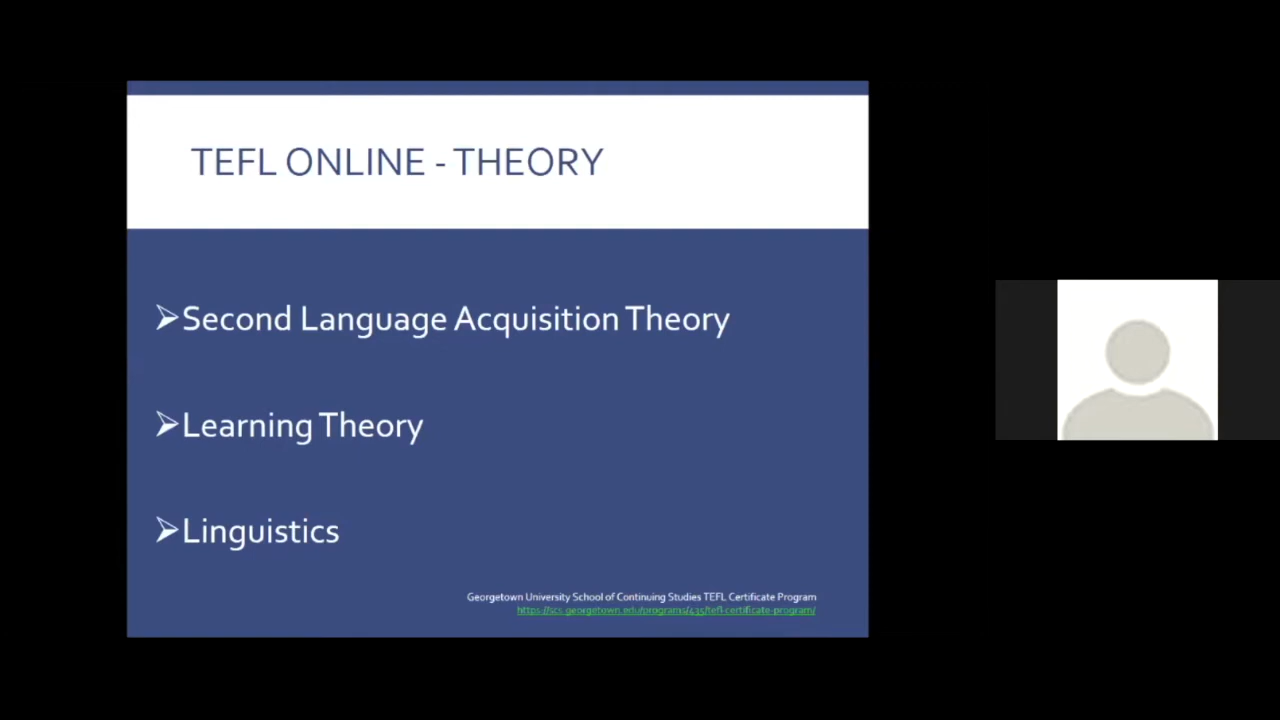 TEFL ONLINE - THEORY
➢Second Language Acquisition Theory
➢Learning Theory
➢Linguistics
Georgetown University School of Continuing Studies TEFL Certificate Program
https://scs.georgetown.edu/programs/435/tefl-certificate-program/